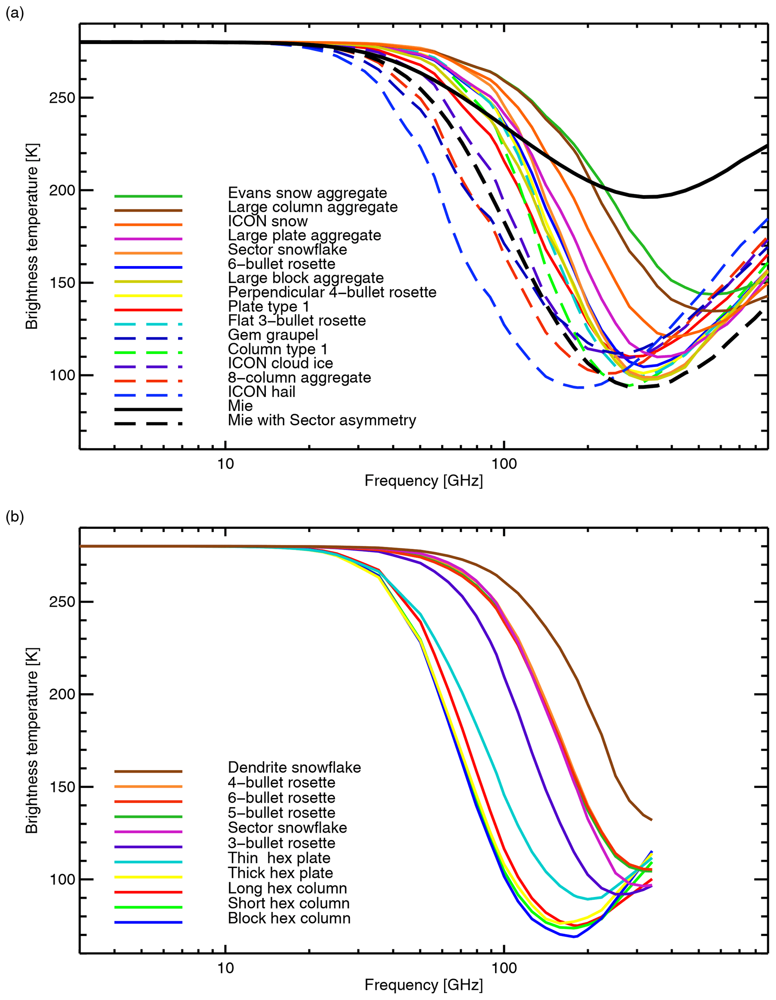 (a)
250
200
150
100
Brightness temperature [K]
Evans snow aggregate
Large column aggregate
ICON snow
Large plate aggregate
Sector snowflake
6−bullet rosette
Large block aggregate
Perpendicular 4−bullet rosette
Plate type 1
Flat 3−bullet rosette
Gem graupel
Column type 1
ICON cloud ice
8−column aggregate
ICON hail
Mie
Mie with Sector asymmetry
10
100
Frequency [GHz]
(b)
250
200
150
100
Brightness temperature [K]
Dendrite snowflake
4−bullet rosette
6−bullet rosette
5−bullet rosette
Sector snowflake
3−bullet rosette
Thin hex plate
Thick hex plate
Long hex column
Short hex column
Block hex column
10
100
Frequency [GHz]